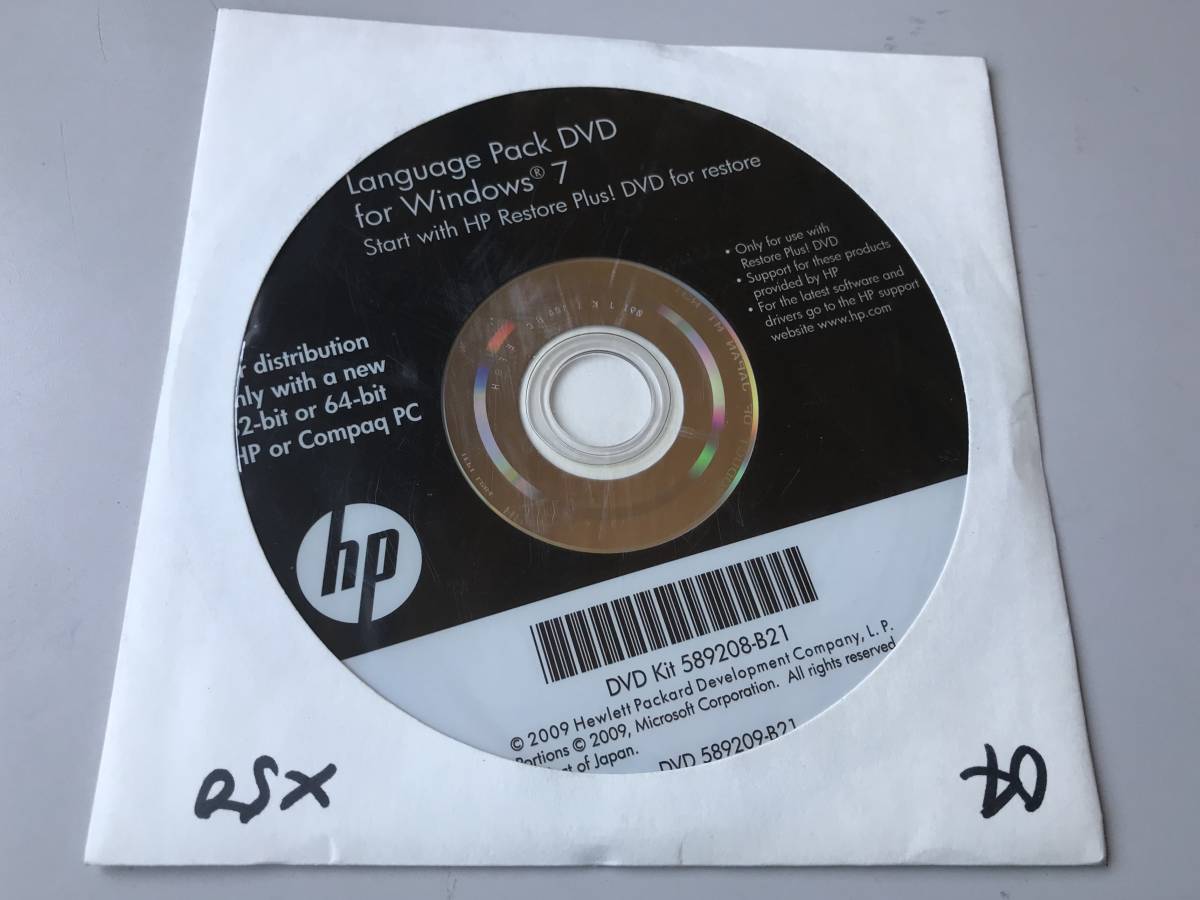 Language Pack DVD
for Windows® 7
Start with HP Restore Plus! DVD for restore
• Only for use with
Restore Plus! DVD
• Support for these products
provided by HP
• For the latest software and
drivers go to the HP support
website www.hp.com
r distribution
nly with a new
2-bit or 64-bit
HP or Compaq PC
hp
DVD Kit 589208-B21
© 2009 Hewlett Packard Development Company, L. P.
Portions © 2009, Microsoft Corporation. All rights reserved
ct of Japan.
DVD 589209-B21